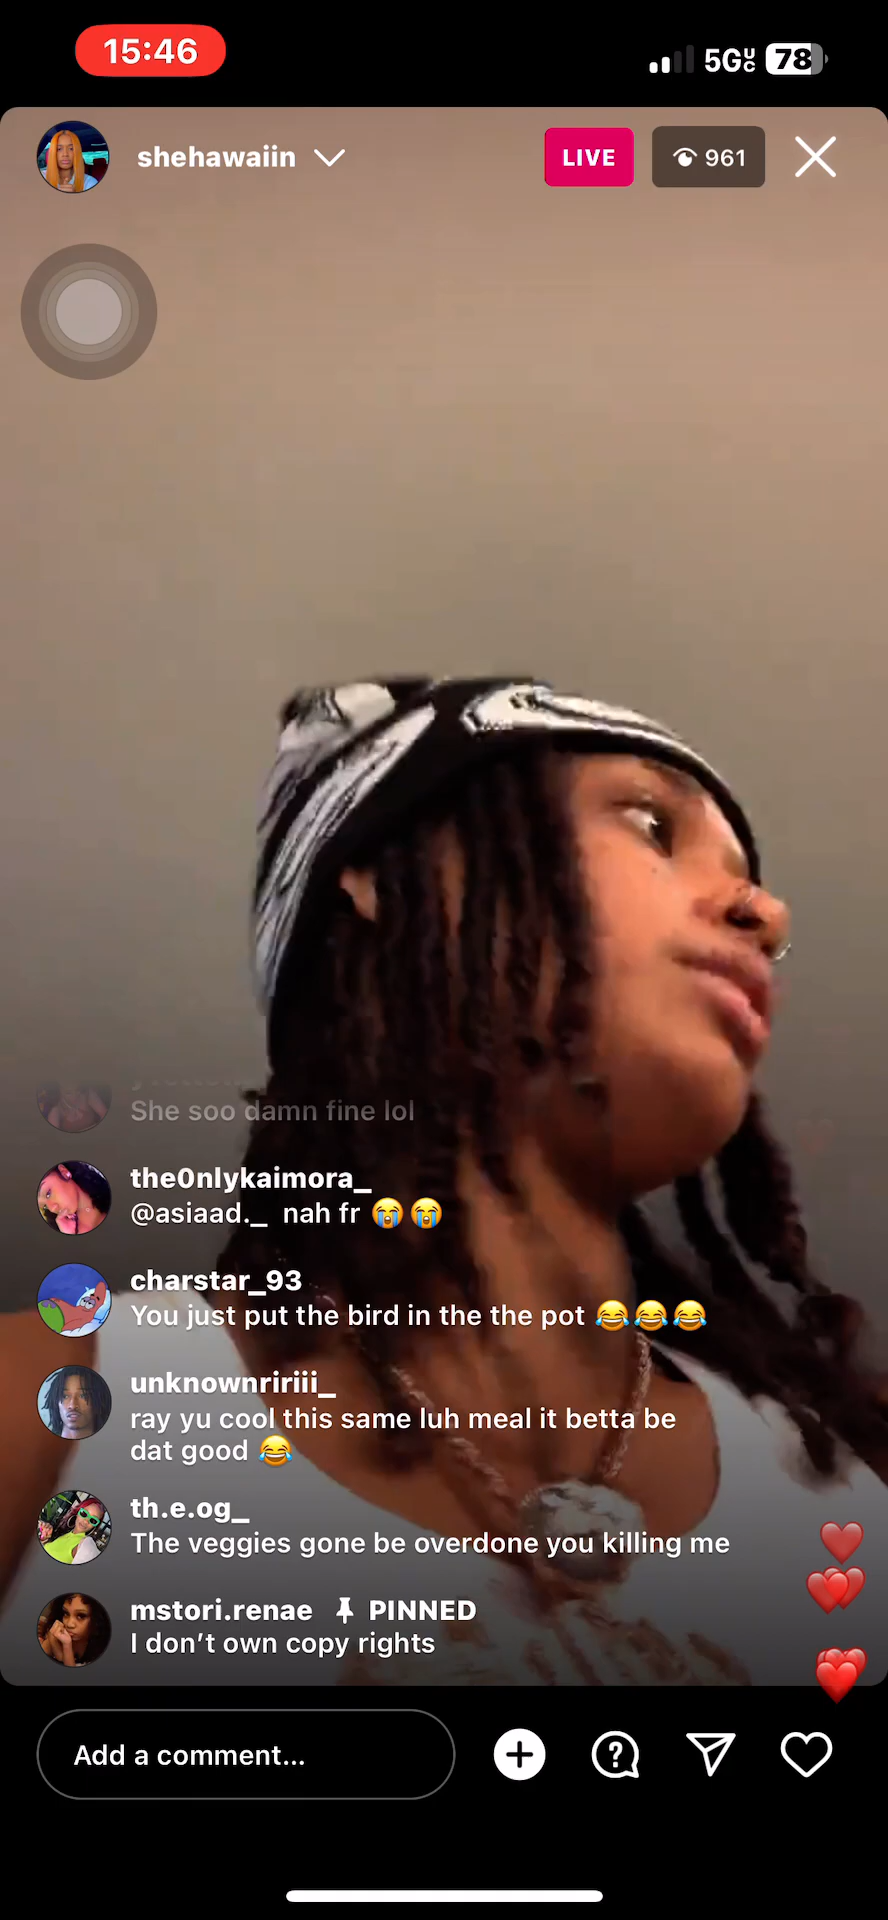 15:46
5G UC 78
shehawaiin
LIVE
961
She soo damn fine lol
the0nlykaimora_
@asiaad._ nah fr 😭😭
charstar_93
You just put the bird in the the pot 😂😂😂
unknownririii_
ray yu cool this same luh meal it betta be
dat good 😂
th.e.og_
The veggies gone be overdone you killing me
mstori.renae PINNED
I don’t own copy rights
Add a comment...